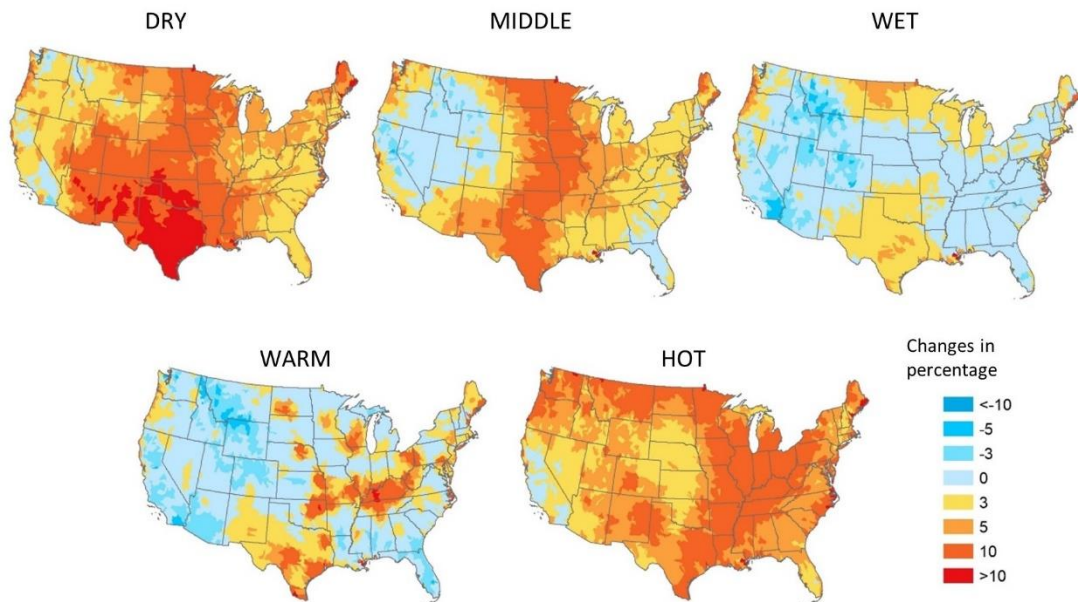 DRY
MIDDLE
WET
WARM
HOT
Changes in
percentage
<-10
-5
-3
0
3
5
10
>10